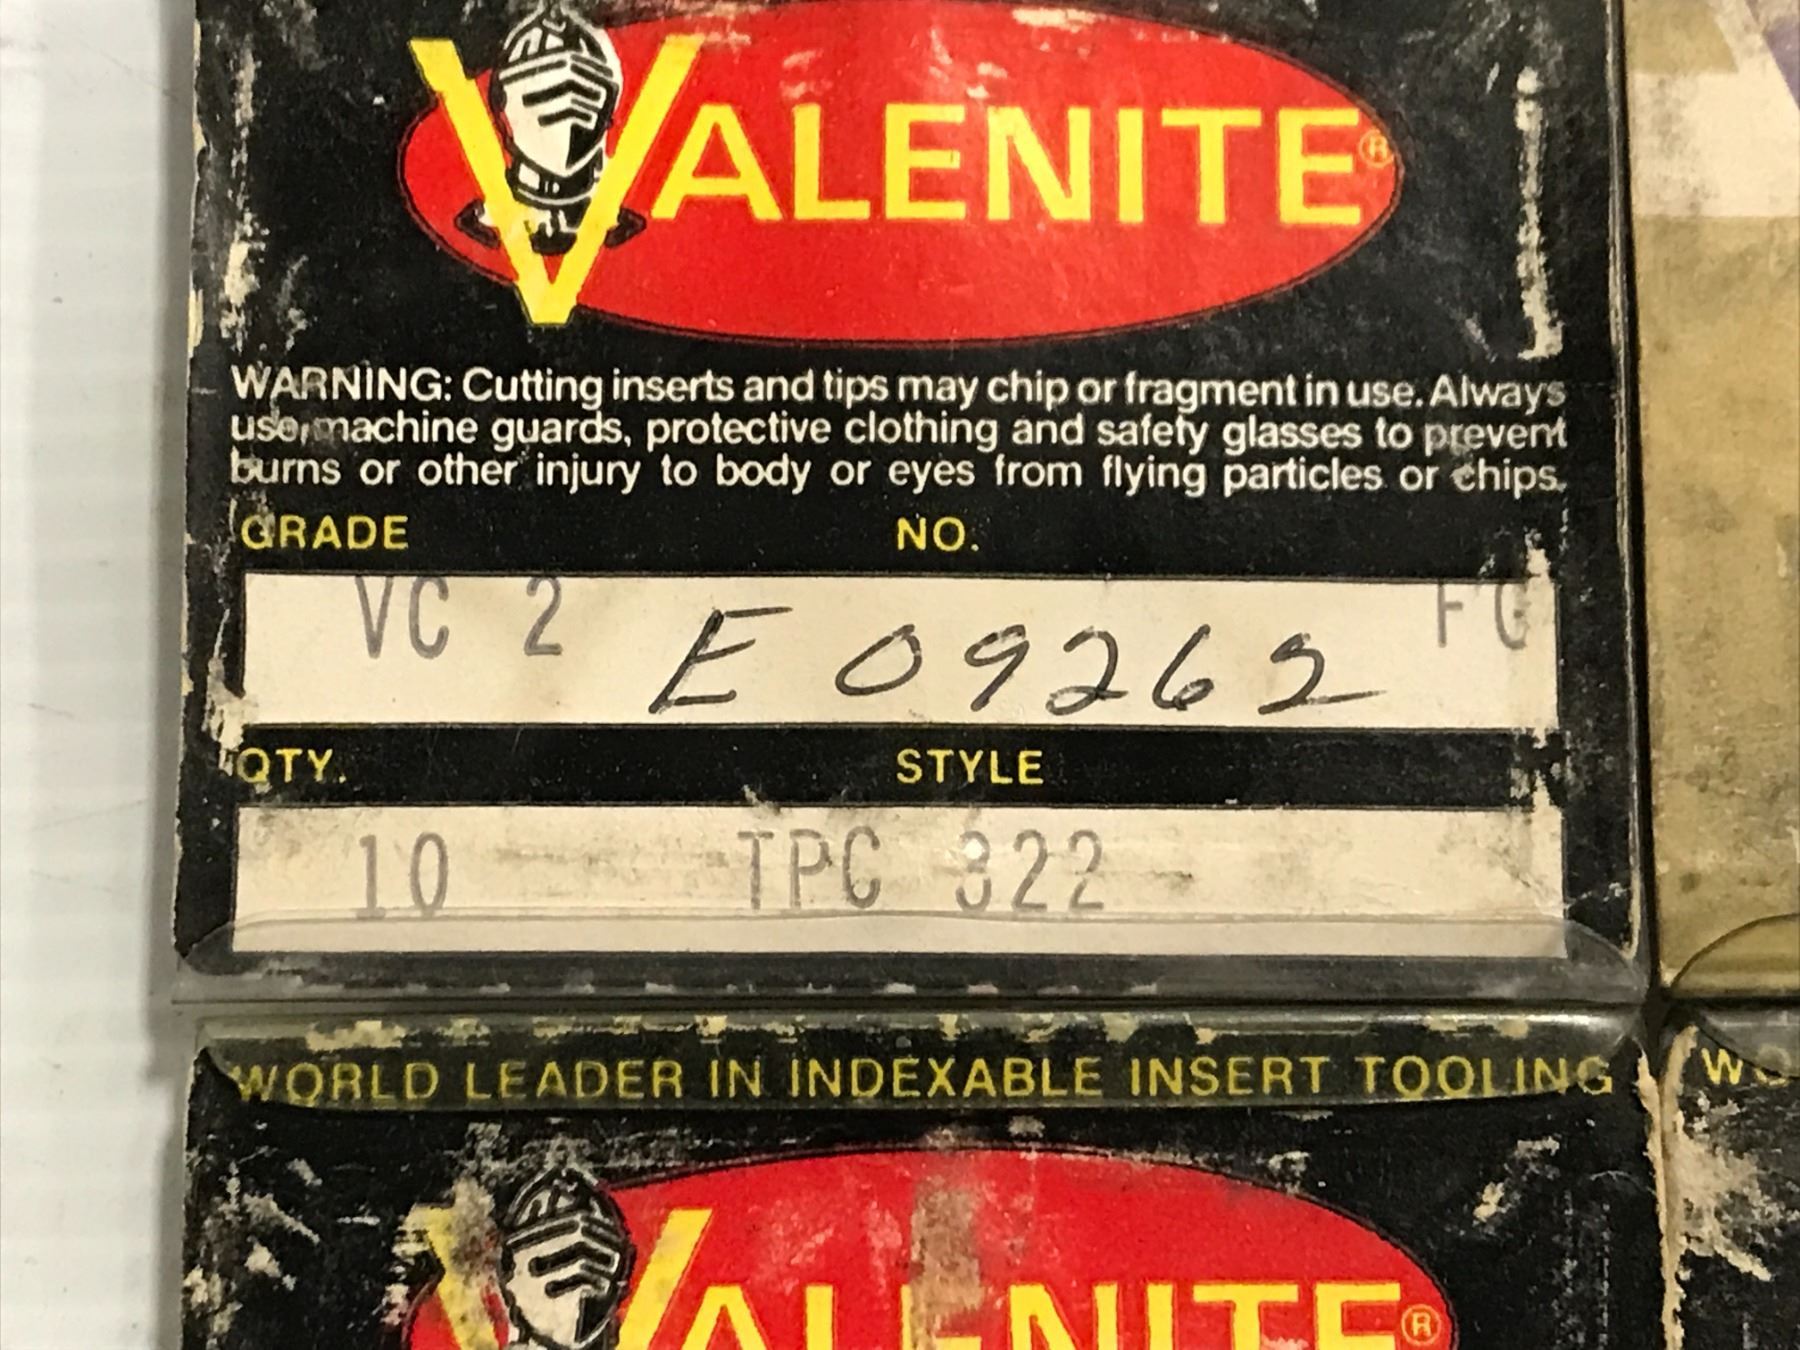 VALENITE®
WARNING: Cutting inserts and tips may chip or fragment in use. Always
use machine guards, protective clothing and safety glasses to prevent
burns or other injury to body or eyes from flying particles or chips.
GRADE NO.
VC 2 E 09262 FG
QTY. STYLE
10 TPC 322
WORLD LEADER IN INDEXABLE INSERT TOOLING
VALENITE®